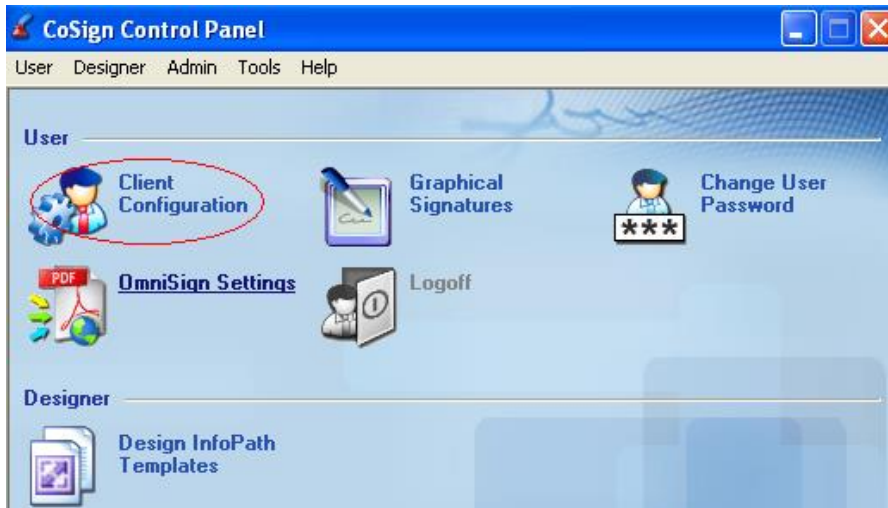 CoSign Control Panel
User Designer Admin Tools Help
User
Client
Configuration
Graphical
Signatures
Change User
Password
***
PDF
OmniSign Settings
Logoff
Designer
Design InfoPath
Templates